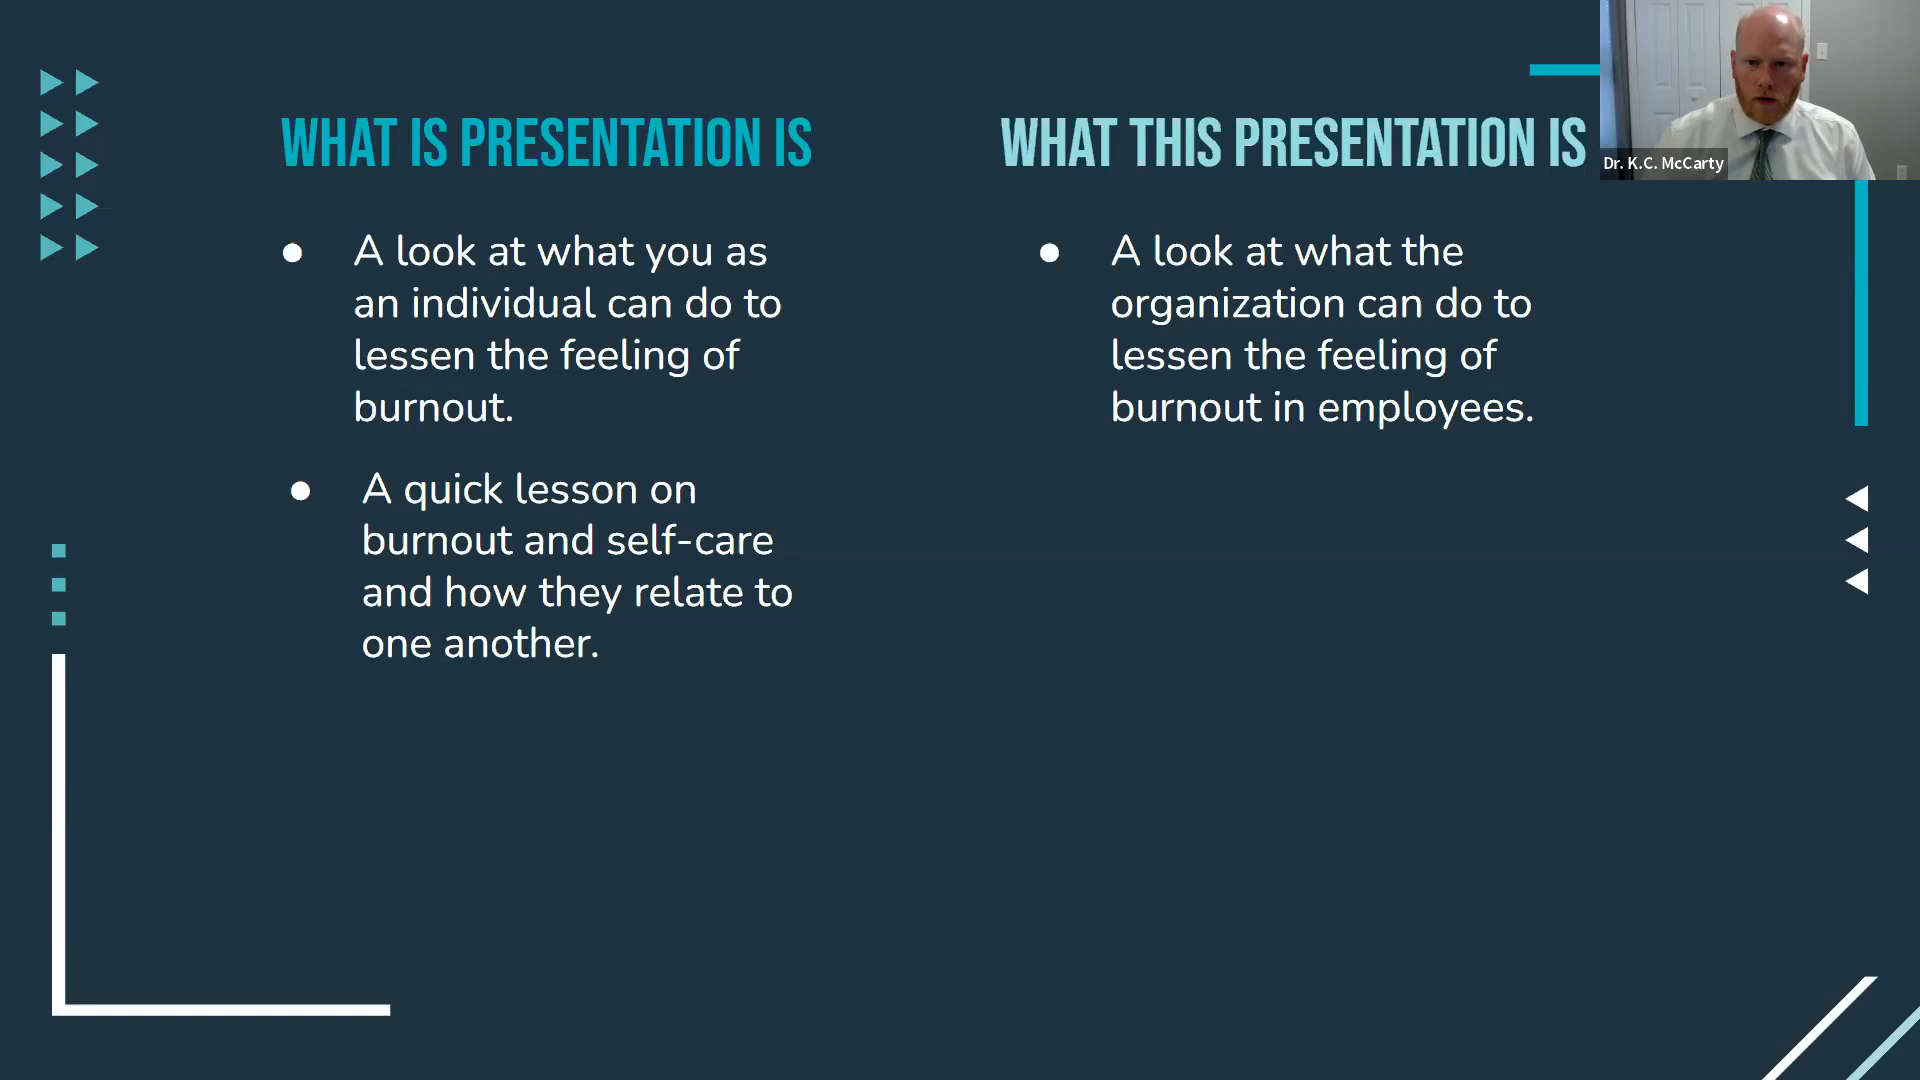 WHAT IS PRESENTATION IS
● A look at what you as
an individual can do to
lessen the feeling of
burnout.
● A quick lesson on
burnout and self-care
and how they relate to
one another.
WHAT THIS PRESENTATION IS
● A look at what the
organization can do to
lessen the feeling of
burnout in employees.
Dr. K.C. McCarty